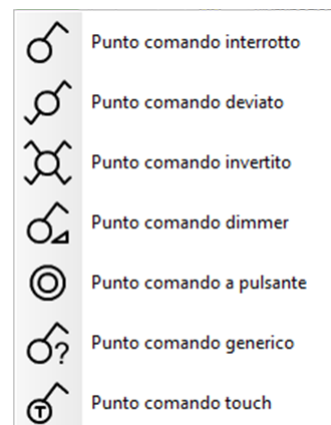 Punto comando interrotto
Punto comando deviato
Punto comando invertito
Punto comando dimmer
Punto comando a pulsante
? Punto comando generico
T Punto comando touch